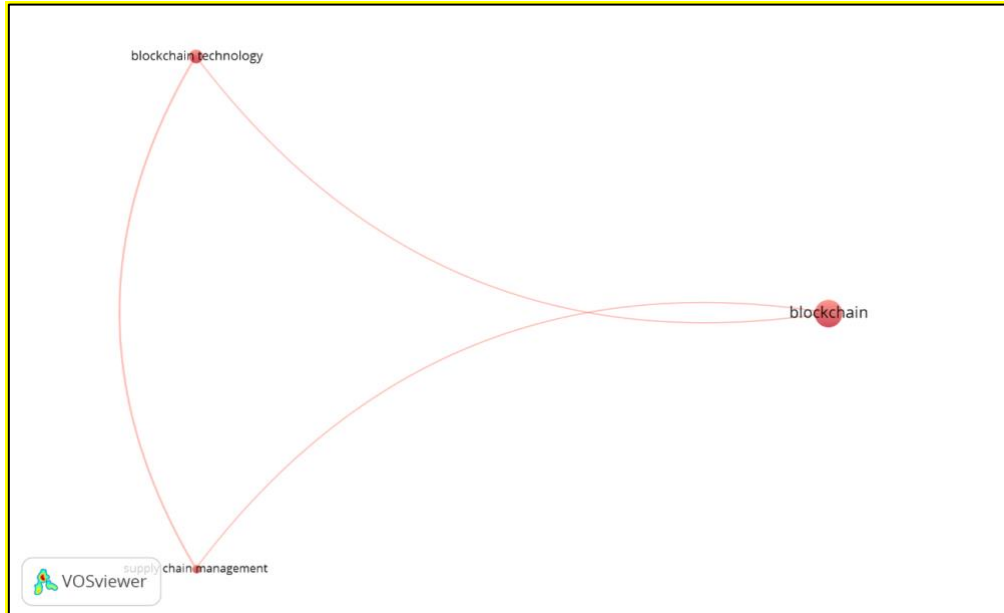 blockchain technology
blockchain
supply chain management
VOSviewer